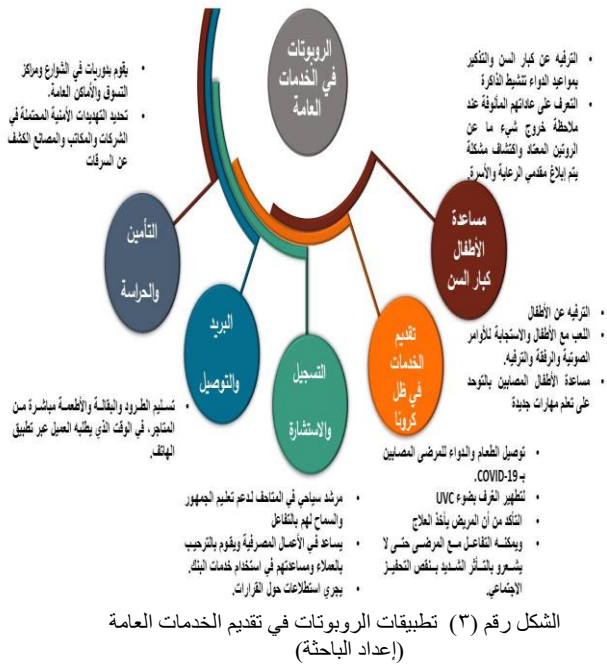 الروبوتات
في الخدمات
العامة
الترفيه عن كبار السن والتذكير
بمواعيد الدواء تنشيط الذاكرة
التعرف على عاداتهم المألوفة عند
ملاحظة خروج شيء ما عن
الروتين المعتاد واكتشاف مشكلة
يتم إبلاغ مقدمي الرعاية والأسرة.
مساعدة
الأطفال
كبار السن
الترفيه عن الأطفال
اللعب مع الأطفال والاستجابة للأوامر
الصوتية والرفقة والترفيه.
مساعدة الأطفال المصابين بالتوحد
على تعلم مهارات جديدة
تقديم
الخدمات
في ظل
كرونا
توصيل الطعام والدواء للمرضى المصابين
بـ COVID-19.
لتطهير الغرف بضوء UVC
التأكد من أن المريض يأخذ العلاج
ويمكنه التفاعل مع المرضى حتى لا
يشعرو بالتأثر الشديد بنقص التحفيز
الاجتماعي.
التسجيل
والاستشارة
مرشد سياحي في المتاحف لدعم تعليم الجمهور
والسماح لهم بالتفاعل
يساعد في الأعمال المصرفية ويقوم بالترحيب
بالعملاء ومساعدتهم في استخدام خدمات البنك.
يجري استطلاعات حول القرارات.
البريد
والتوصيل
تسليم الطرود والبقالة والأطعمة مباشرة من
المتاجر، في الوقت الذي يطلبه العميل عبر تطبيق
الهاتف.
التأمين
والحراسة
يقوم بدوريات في الشوارع ومراكز
التسوق والأماكن العامة.
تحديد التهديدات الأمنية المحتملة في
الشركات والمكاتب والمصانع الكشف
عن السرقات
الشكل رقم (٣) تطبيقات الروبوتات في تقديم الخدمات العامة
(إعداد الباحثة)